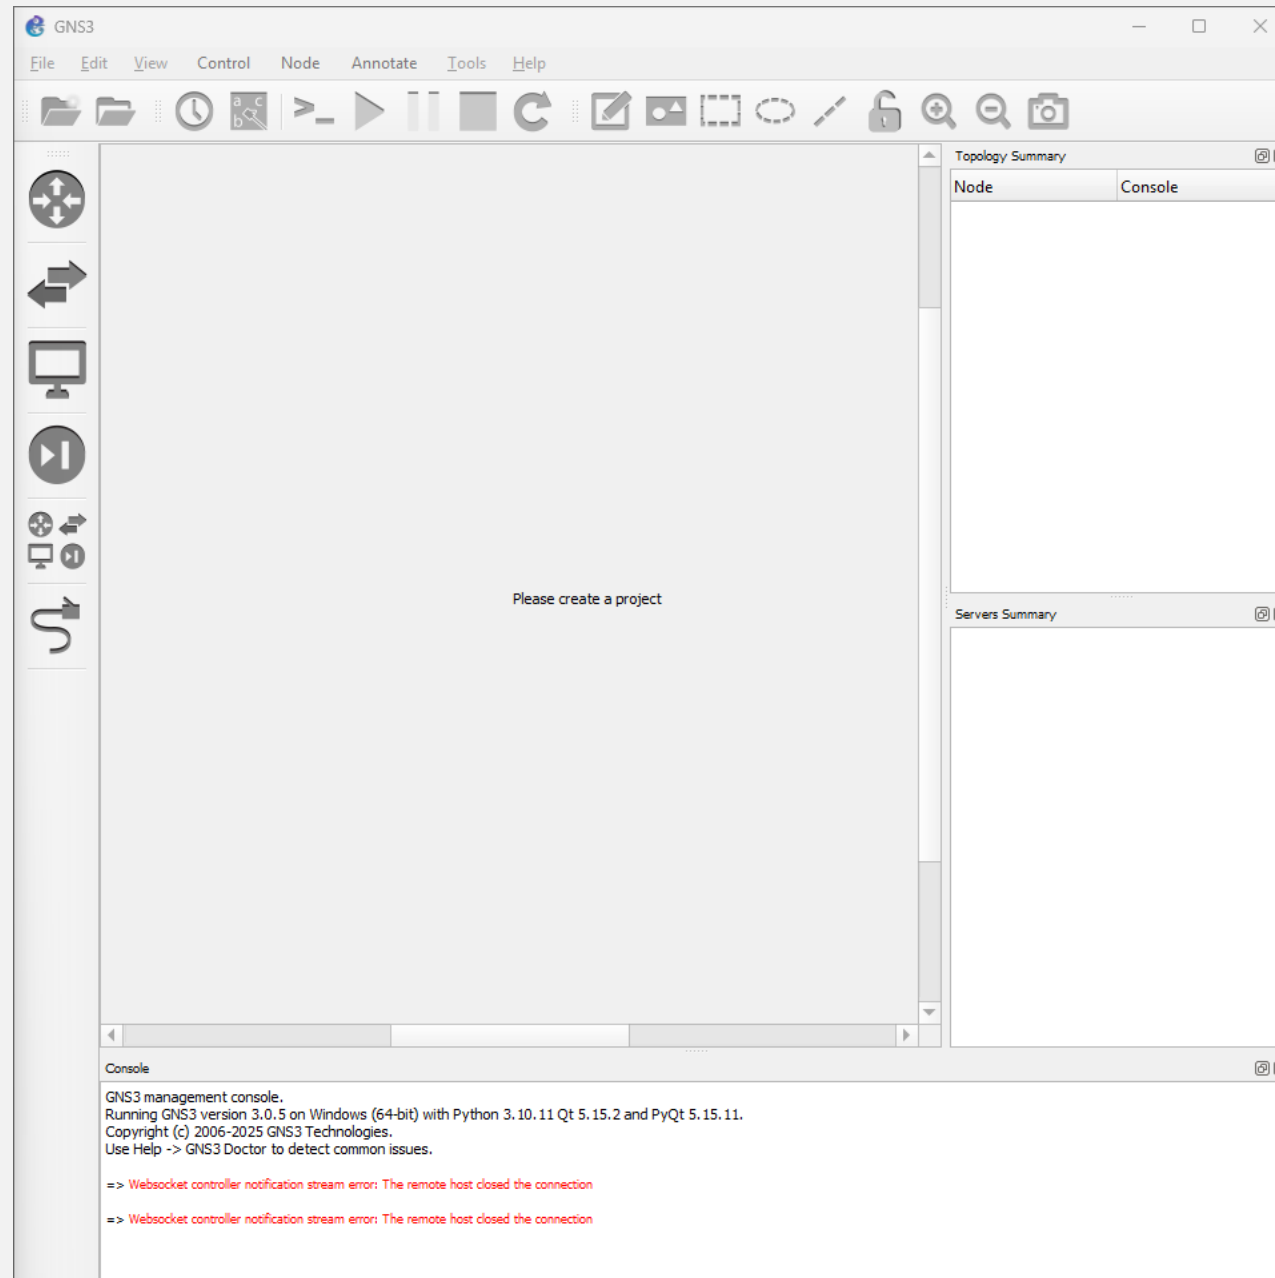 GNS3
File Edit View Control Node Annotate Tools Help
a c
b
Topology Summary
Node Console
Please create a project
Servers Summary
Console
GNS3 management console.
Running GNS3 version 3.0.5 on Windows (64-bit) with Python 3.10.11 Qt 5.15.2 and PyQt 5.15.11.
Copyright (c) 2006-2025 GNS3 Technologies.
Use Help -> GNS3 Doctor to detect common issues.
=> Websocket controller notification stream error: The remote host closed the connection
=> Websocket controller notification stream error: The remote host closed the connection